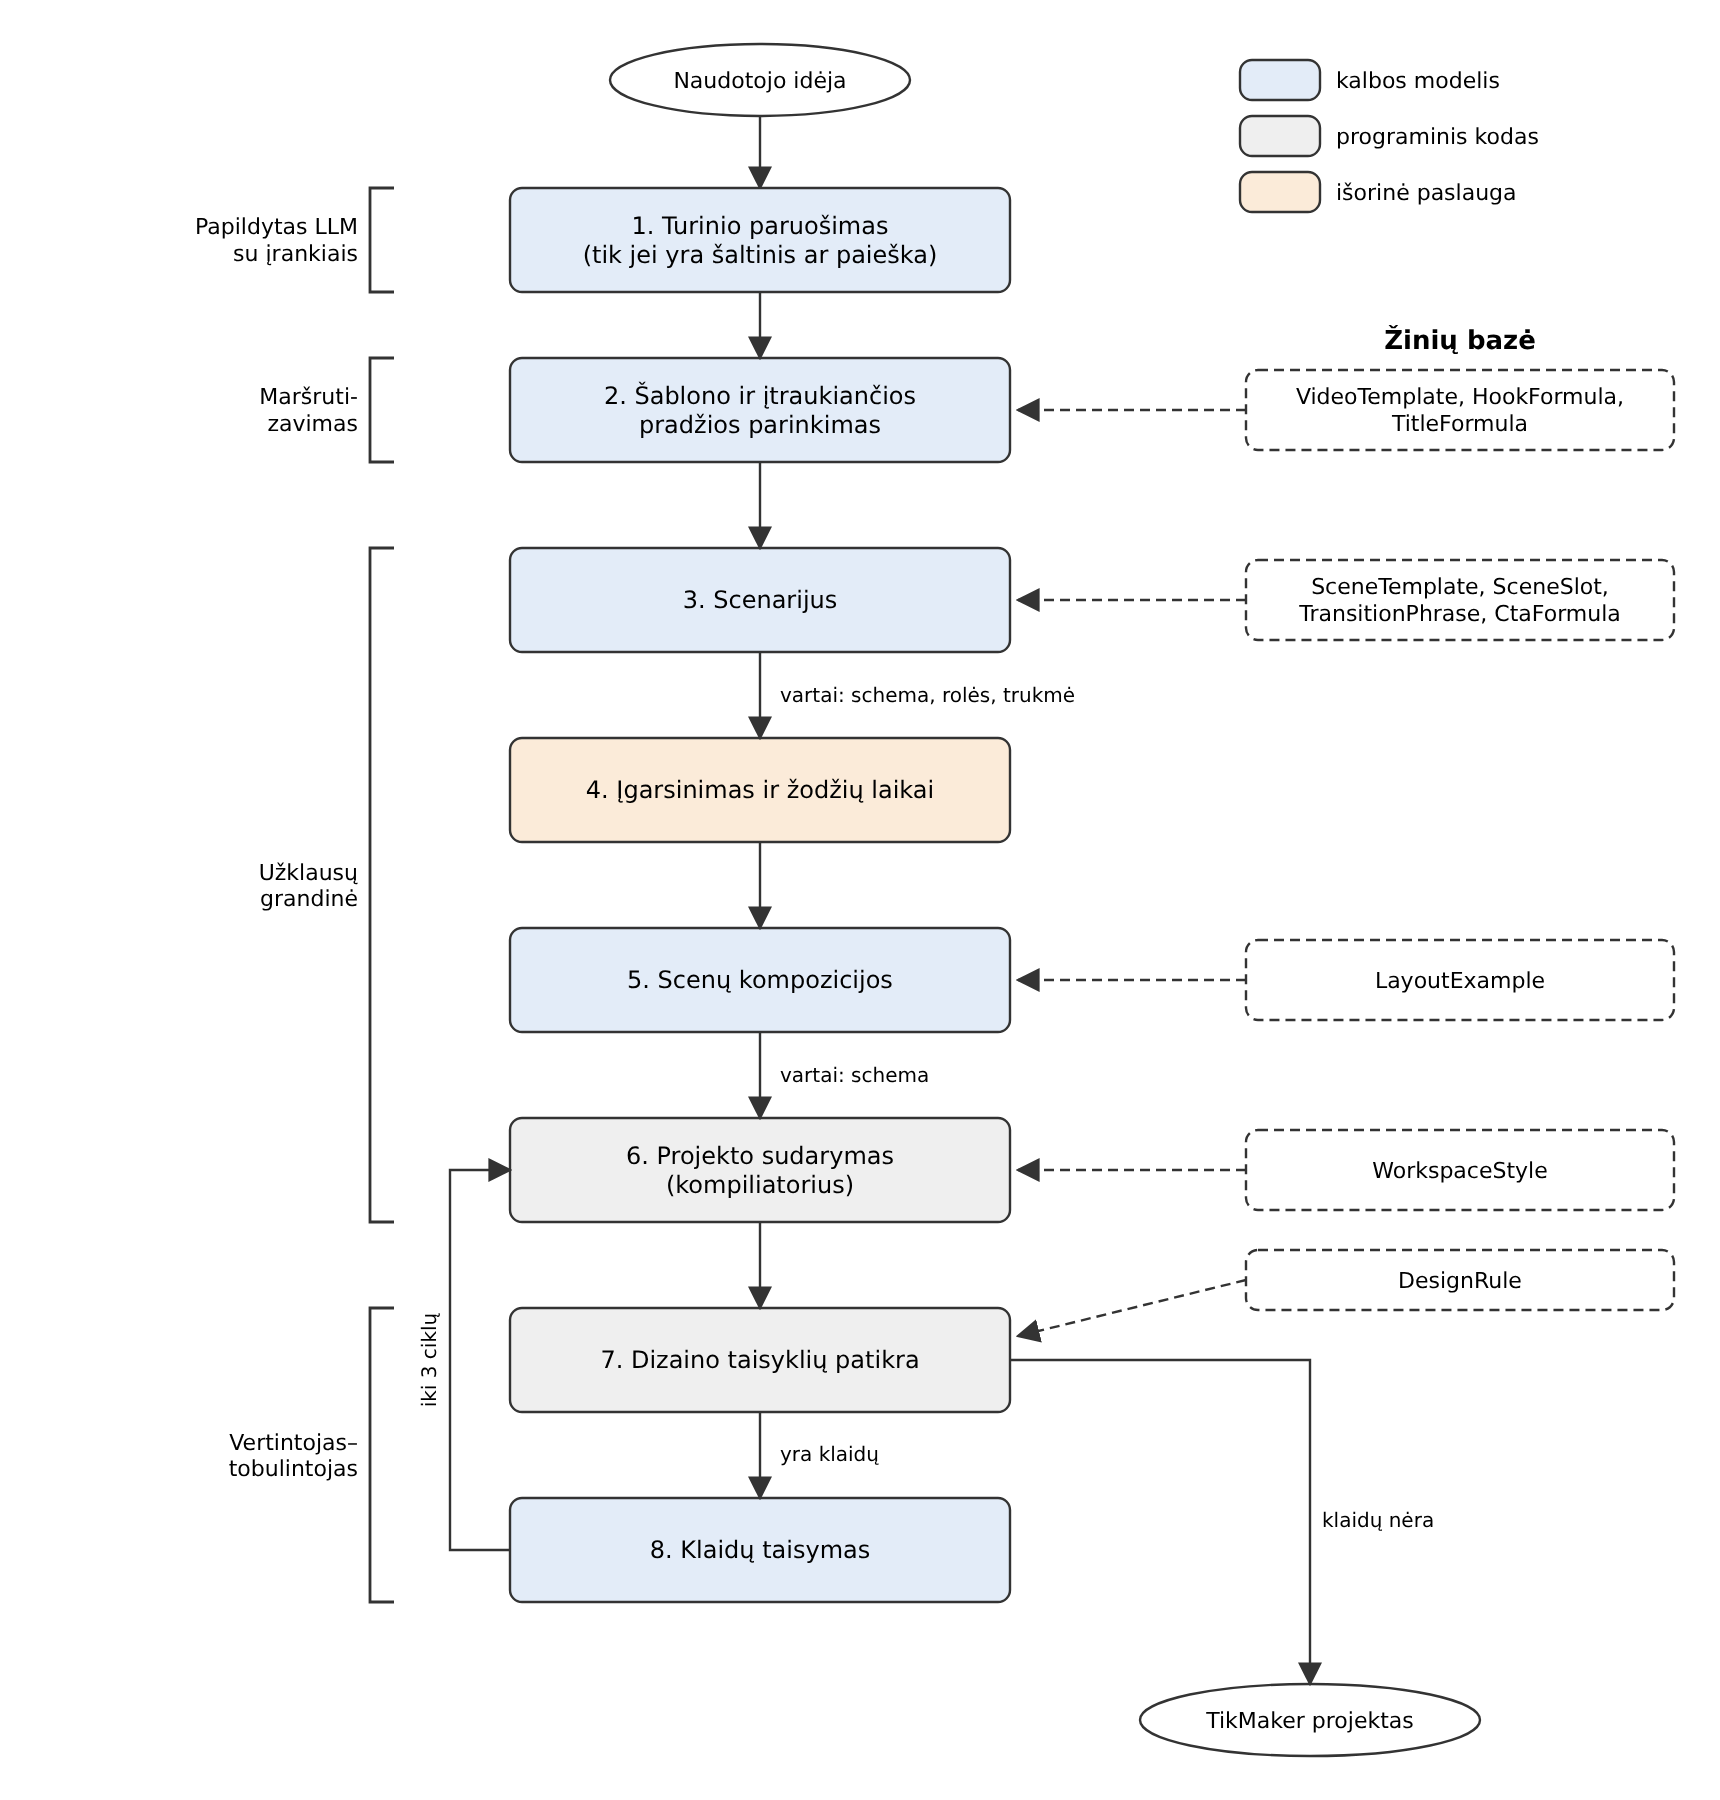 Naudotojo idėja
kalbos modelis
programinis kodas
išorinė paslauga
Papildytas LLM
su įrankiais
1. Turinio paruošimas
(tik jei yra šaltinis ar paieška)
Žinių bazė
Maršruti-
zavimas
2. Šablono ir įtraukiančios
pradžios parinkimas
VideoTemplate, HookFormula,
TitleFormula
3. Scenarijus
SceneTemplate, SceneSlot,
TransitionPhrase, CtaFormula
vartai: schema, rolės, trukmė
4. Įgarsinimas ir žodžių laikai
Užklausų
grandinė
5. Scenų kompozicijos
LayoutExample
vartai: schema
6. Projekto sudarymas
(kompiliatorius)
WorkspaceStyle
DesignRule
iki 3 ciklų
7. Dizaino taisyklių patikra
Vertintojas–
tobulintojas
yra klaidų
klaidų nėra
8. Klaidų taisymas
TikMaker projektas